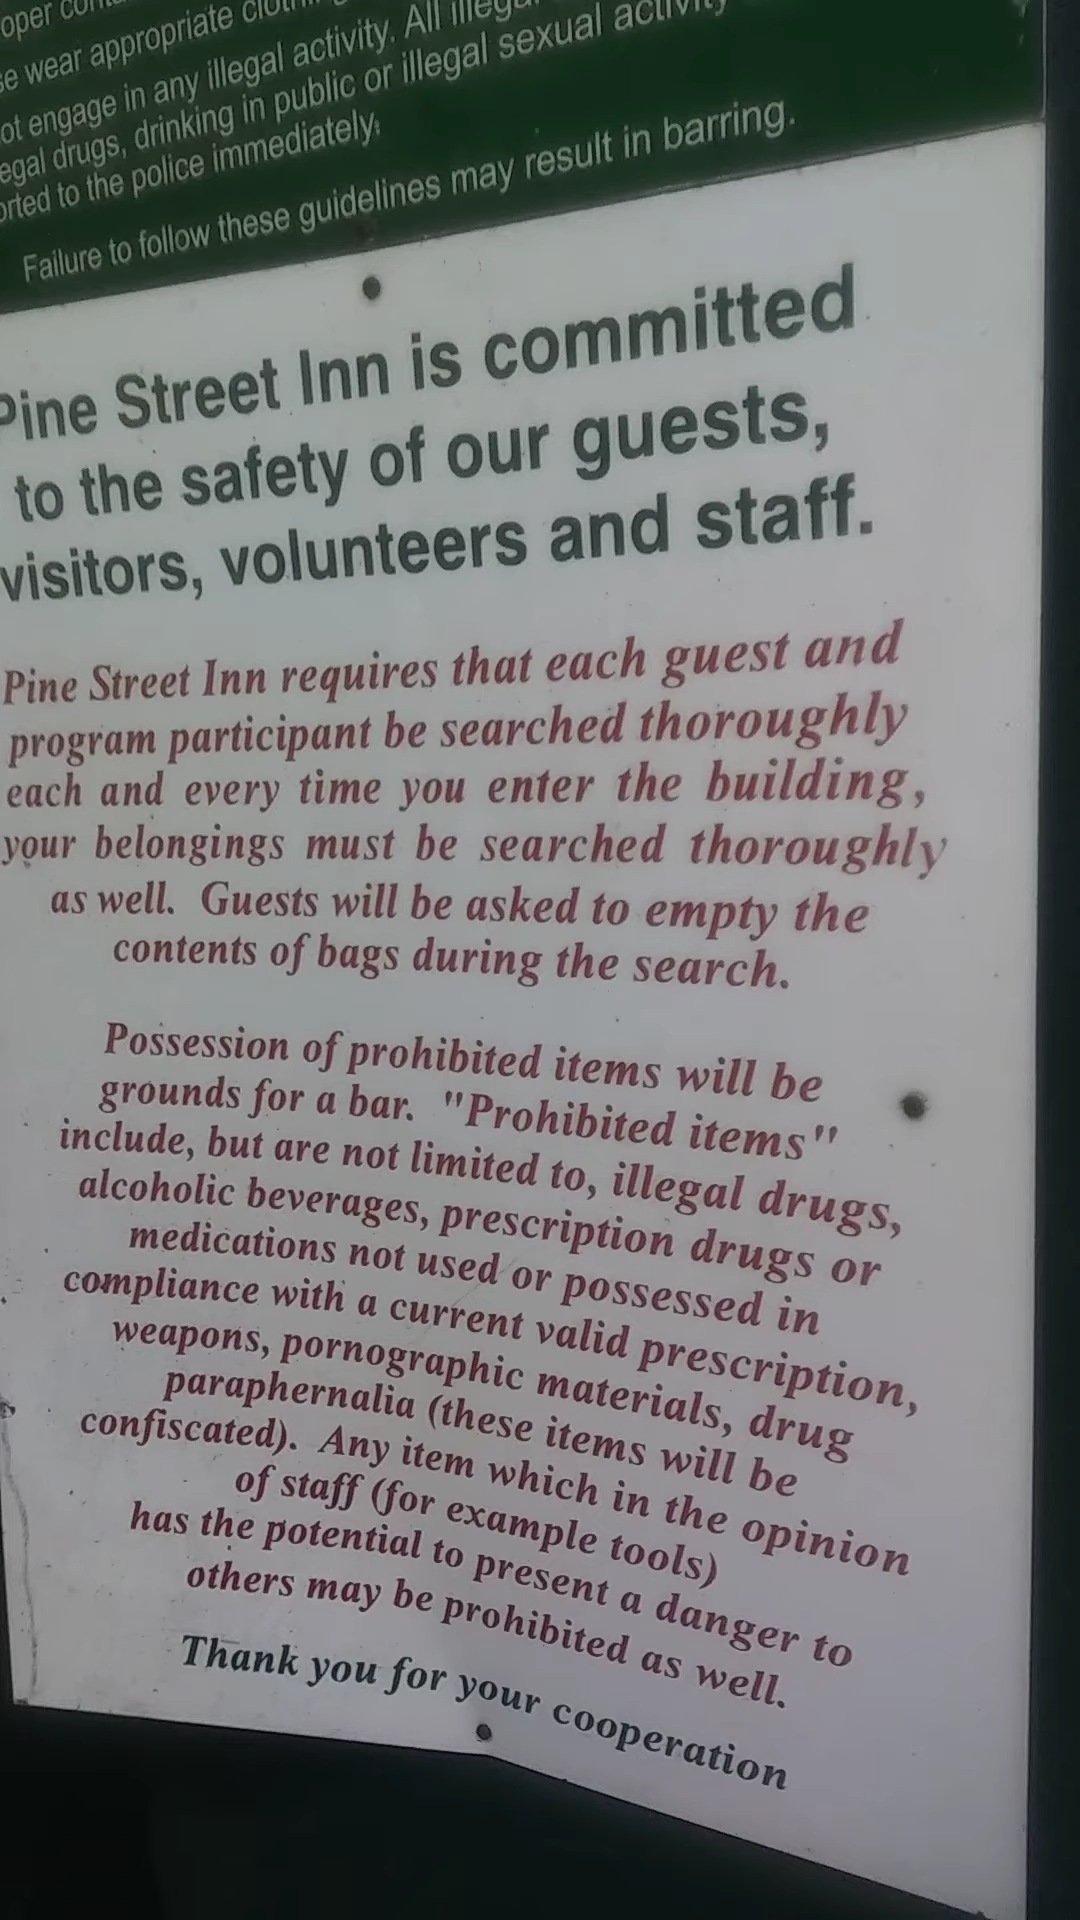 oper
se wear appropriate
ot engage in any illegal activity. All
egal drugs, drinking in public or illegal sexual activity
orted to the police immediately.
Failure to follow these guidelines may result in barring.
Pine Street Inn is committed
to the safety of our guests,
visitors, volunteers and staff.
Pine Street Inn requires that each guest and
program participant be searched thoroughly
each and every time you enter the building,
your belongings must be searched thoroughly
as well. Guests will be asked to empty the
contents of bags during the search.
Possession of prohibited items will be
grounds for a bar. "Prohibited items"
include, but are not limited to, illegal drugs,
alcoholic beverages, prescription drugs or
medications not used or possessed in
compliance with a current valid prescription,
weapons, pornographic materials, drug
paraphernalia (these items will be
confiscated). Any item which in the opinion
of staff (for example tools)
has the potential to present a danger to
others may be prohibited as well.
Thank you for your cooperation